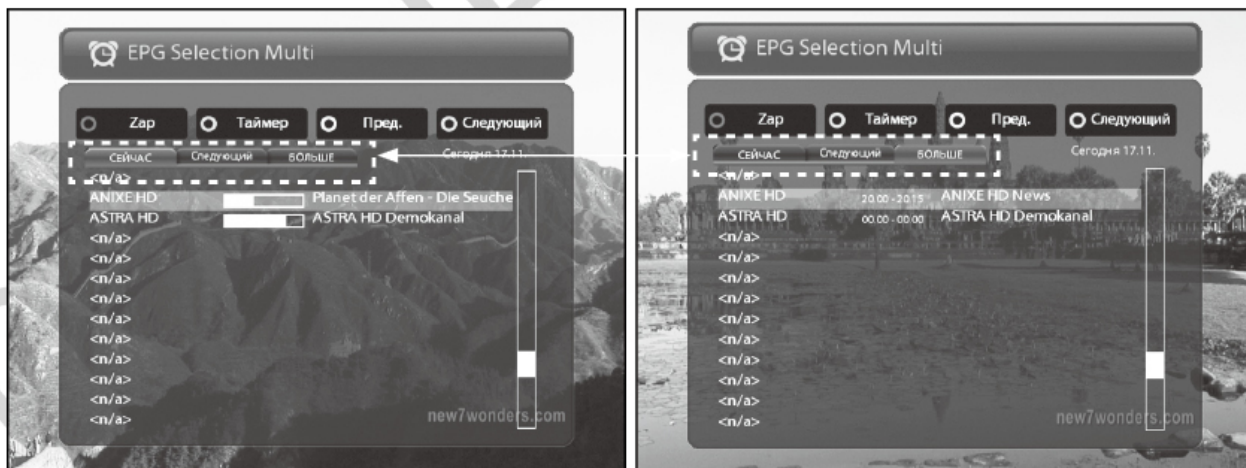 EPG Selection Multi
Zap Таймер Пред. Следующий
СЕЙЧАС Следующий БОЛЬШЕ Сегодня 17.11.
<n/a>
ANIXE HD Planet der Affen - Die Seuche
ASTRA HD ASTRA HD Demokanal
<n/a>
<n/a>
<n/a>
<n/a>
<n/a>
<n/a>
<n/a>
<n/a>
<n/a>
<n/a>
new7wonders.com
EPG Selection Multi
Zap Таймер Пред. Следующий
СЕЙЧАС Следующий БОЛЬШЕ Сегодня 17.11.
<n/a>
ANIXE HD 20:00 - 20:15 ANIXE HD News
ASTRA HD 00:00 - 00:00 ASTRA HD Demokanal
<n/a>
<n/a>
<n/a>
<n/a>
<n/a>
<n/a>
<n/a>
<n/a>
<n/a>
<n/a>
new7wonders.com